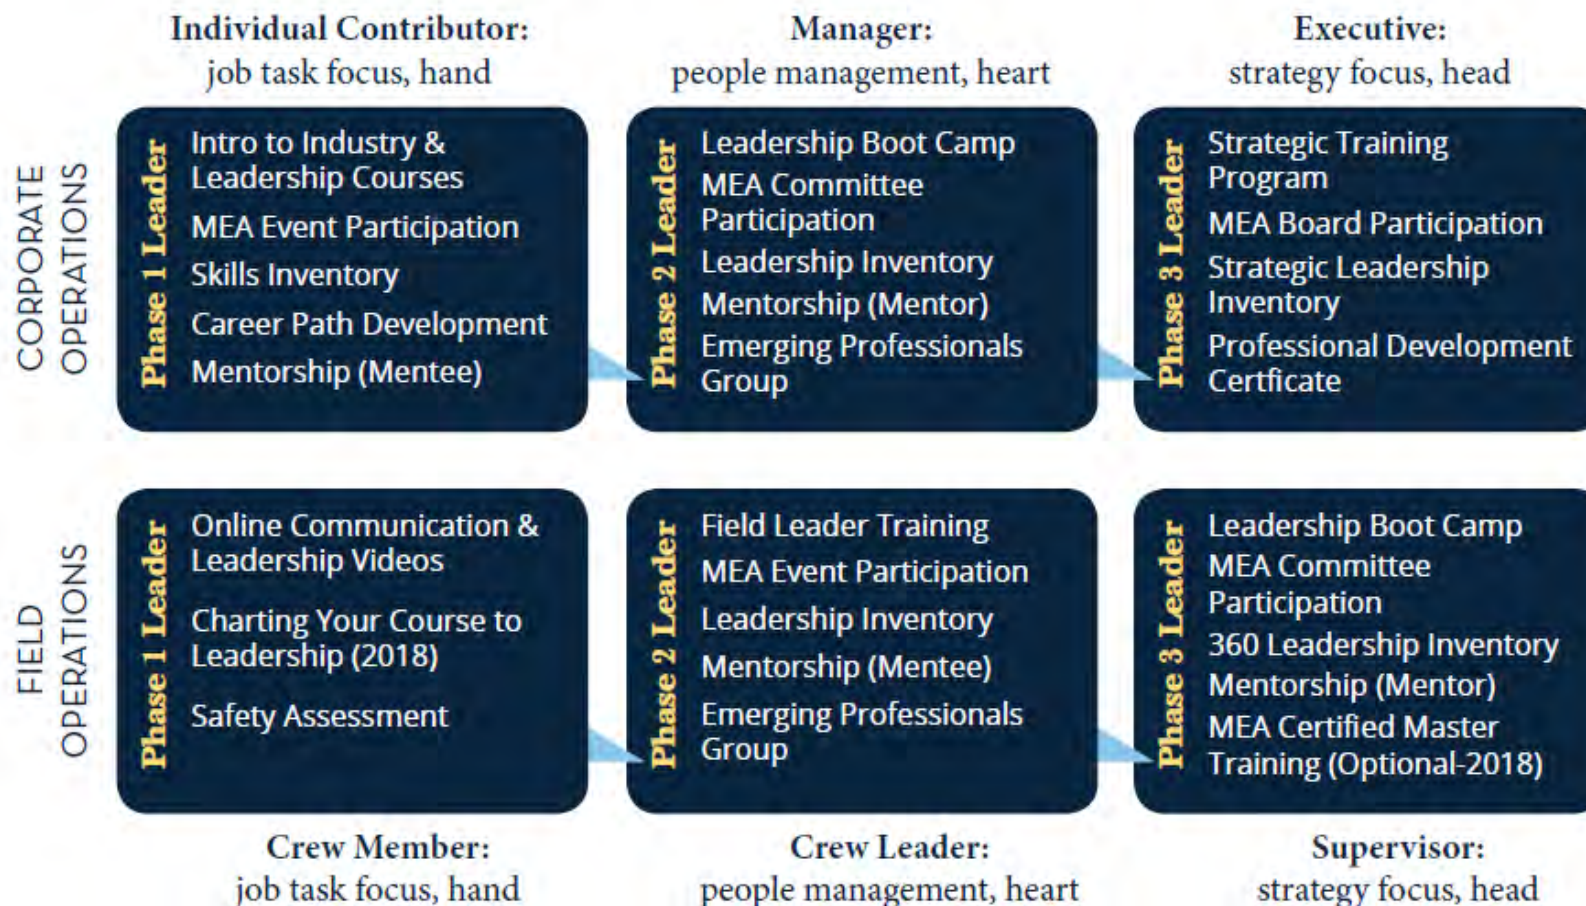 Individual Contributor:
job task focus, hand
Manager:
people management, heart
Executive:
strategy focus, head
CORPORATE
OPERATIONS
Phase 1 Leader
Intro to Industry &
Leadership Courses
MEA Event Participation
Skills Inventory
Career Path Development
Mentorship (Mentee)
Phase 2 Leader
Leadership Boot Camp
MEA Committee
Participation
Leadership Inventory
Mentorship (Mentor)
Emerging Professionals
Group
Phase 3 Leader
Strategic Training
Program
MEA Board Participation
Strategic Leadership
Inventory
Professional Development
Certficate
FIELD
OPERATIONS
Phase 1 Leader
Online Communication &
Leadership Videos
Charting Your Course to
Leadership (2018)
Safety Assessment
Phase 2 Leader
Field Leader Training
MEA Event Participation
Leadership Inventory
Mentorship (Mentee)
Emerging Professionals
Group
Phase 3 Leader
Leadership Boot Camp
MEA Committee
Participation
360 Leadership Inventory
Mentorship (Mentor)
MEA Certified Master
Training (Optional-2018)
Crew Member:
job task focus, hand
Crew Leader:
people management, heart
Supervisor:
strategy focus, head